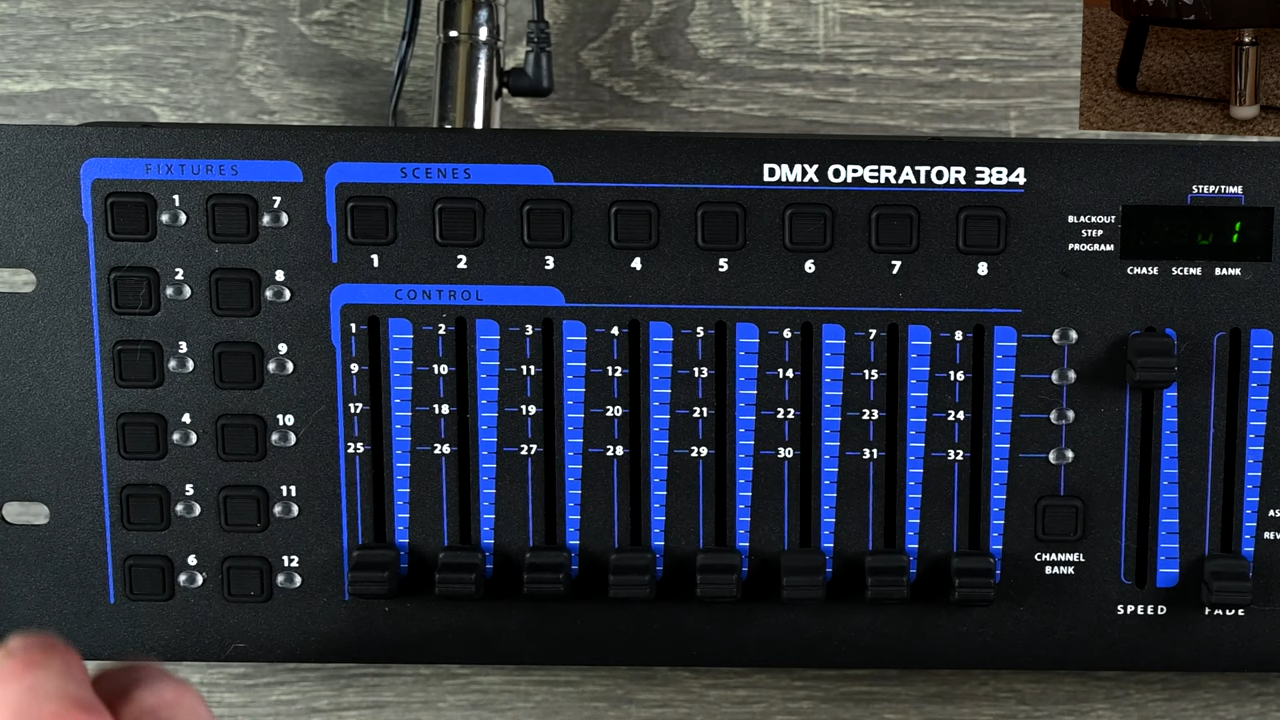 FIXTURES
1 7
2 8
3 9
4 10
5 11
6 12
SCENES
DMX OPERATOR 384
1 2 3 4 5 6 7 8
CONTROL
1 2 3 4 5 6 7 8
9 10 11 12 13 14 15 16
17 18 19 20 21 22 23 24
25 26 27 28 29 30 31 32
CHANNEL
BANK
STEP/TIME
BLACKOUT
STEP
PROGRAM
1
CHASE SCENE BANK
SPEED
FADE
AS
REV